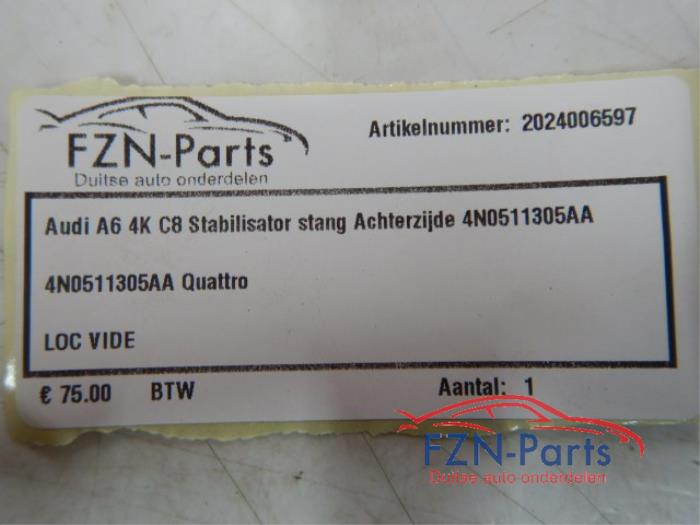 FZN-Parts
Duitse auto onderdelen
Artikelnummer: 2024006597
Audi A6 4K C8 Stabilisator stang Achterzijde 4N0511305AA
4N0511305AA Quattro
LOC VIDE
€ 75.00 BTW Aantal: 1
FZN-Parts
Duitse auto onderdelen